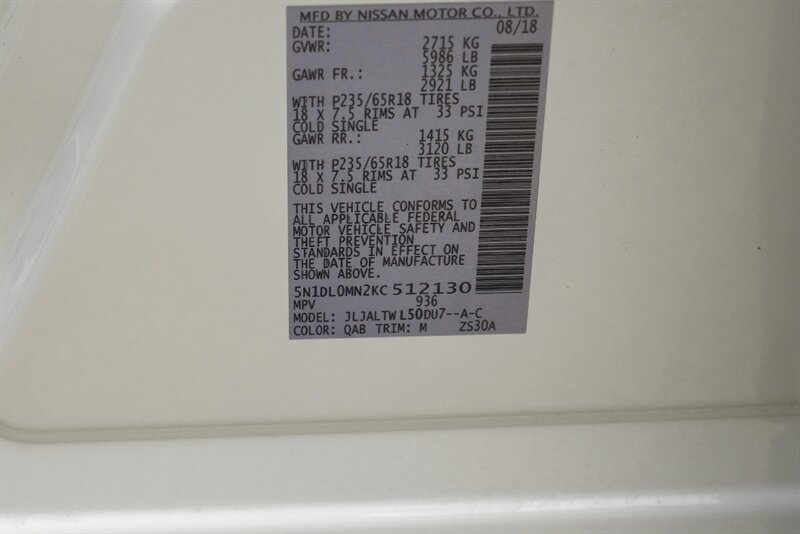 MFD BY NISSAN MOTOR CO., LTD.
DATE: 08/18
GVWR: 2715 KG
5986 LB
GAWR FR.: 1325 KG
2921 LB
WITH P235/65R18 TIRES
18 X 7.5 RIMS AT 33 PSI
COLD SINGLE
GAWR RR.: 1415 KG
3120 LB
WITH P235/65R18 TIRES
18 X 7.5 RIMS AT 33 PSI
COLD SINGLE
THIS VEHICLE CONFORMS TO
ALL APPLICABLE FEDERAL
MOTOR VEHICLE SAFETY AND
THEFT PREVENTION
STANDARDS IN EFFECT ON
THE DATE OF MANUFACTURE
SHOWN ABOVE.
5N1DL0MN2KC 512130
MPV 936
MODEL: JLJALTWL50DU7--A-C
COLOR: QAB TRIM: M ZS30A